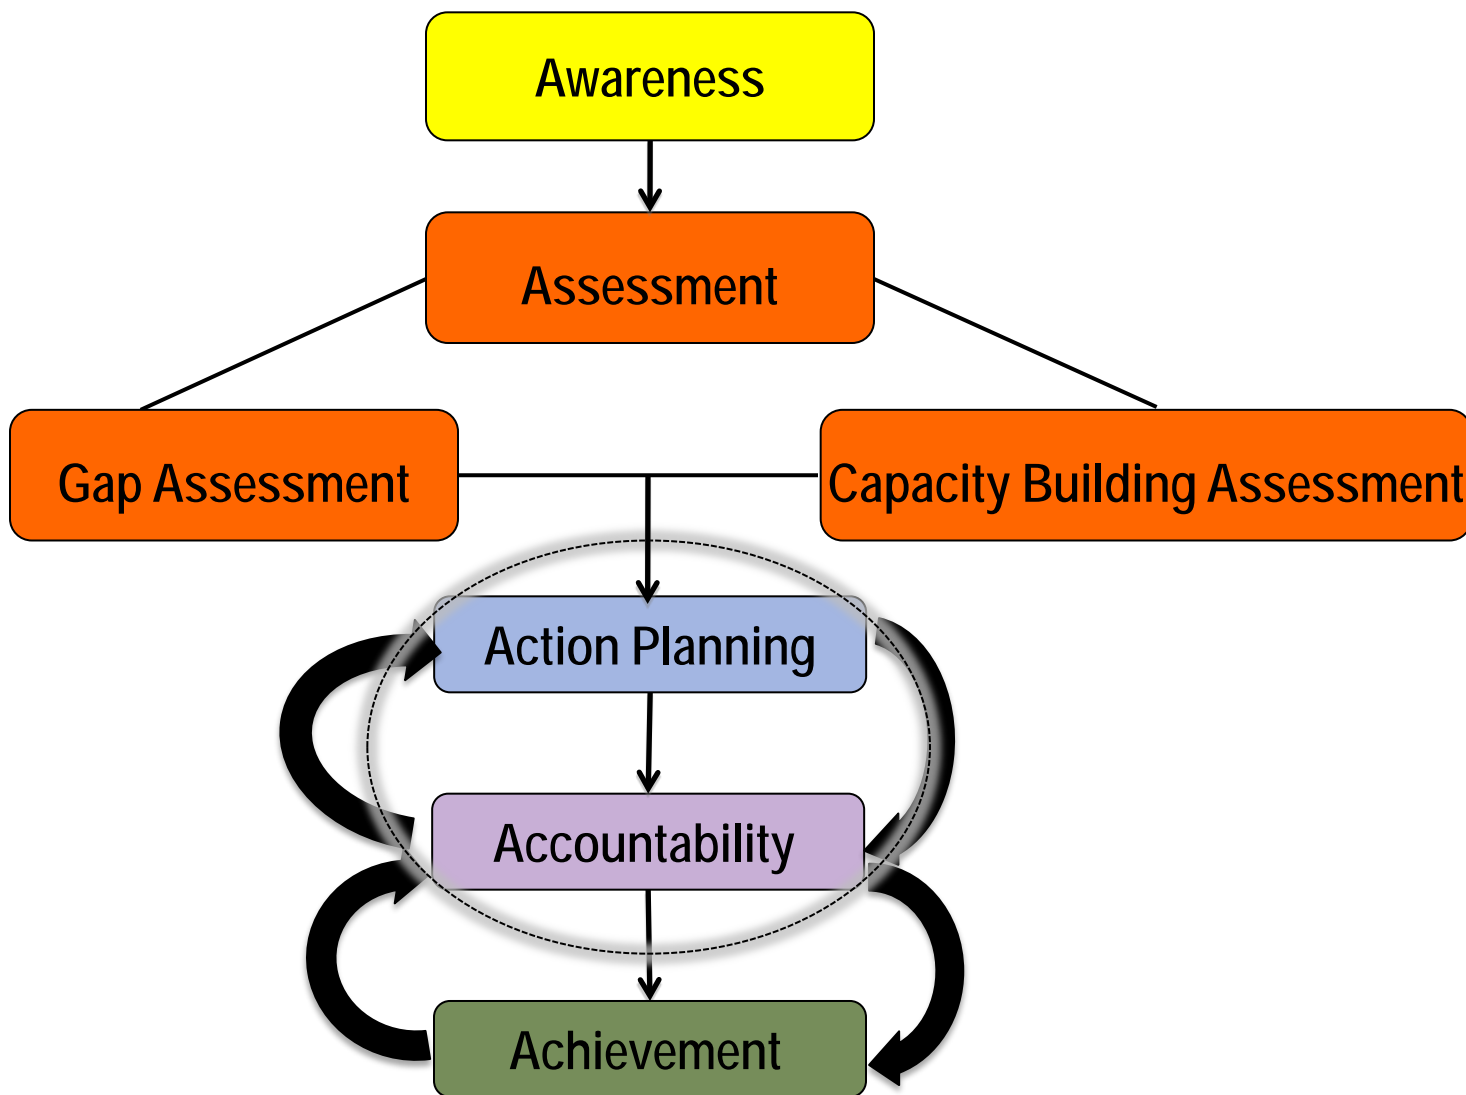 Awareness
Assessment
Gap Assessment
Capacity Building Assessment
Action Planning
Accountability
Achievement